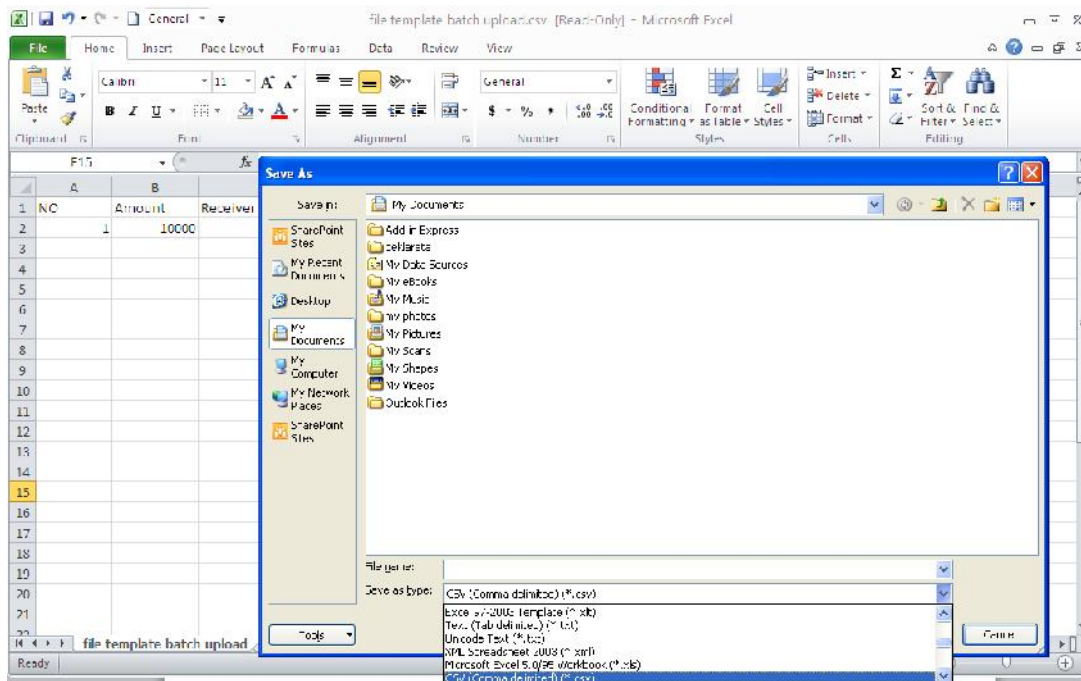 General
file template batch upload.csv [Read-Only] - Microsoft Excel
File Home Insert Page Layout Formulas Data Review View
Paste
Calibri 11
B I U
General
$ % ,
Conditional Formatting Format as Table Cell Styles
Insert
Delete
Format
Sort & Filter Find & Select
Clipboard Font Alignment Number Styles Cells Editing
F15 fx
A B
1 NO Amount Receiver
2 1 10000
3
4
5
6
7
8
9
10
11
12
13
14
15
16
17
18
19
20
21
22
file template batch upload
Ready
Save As
Save in: My Documents
SharePoint Sites
My Recent Documents
Desktop
My Documents
My Computer
My Network Places
SharePoint Sites
Add in Express
My Data Sources
My eBooks
My Music
my photos
My Pictures
My Scans
My Shapes
My Videos
Outlook Files
File name:
Save as type: CSV (Comma delimited) (*.csv)
Excel 97-2003 Template (*.xlt)
Text (Tab delimited) (*.txt)
Unicode Text (*.txt)
XML Spreadsheet 2003 (*.xml)
Microsoft Excel 5.0/95 Workbook (*.xls)
CSV (Comma delimited) (*.csv)
Tools
Cancel